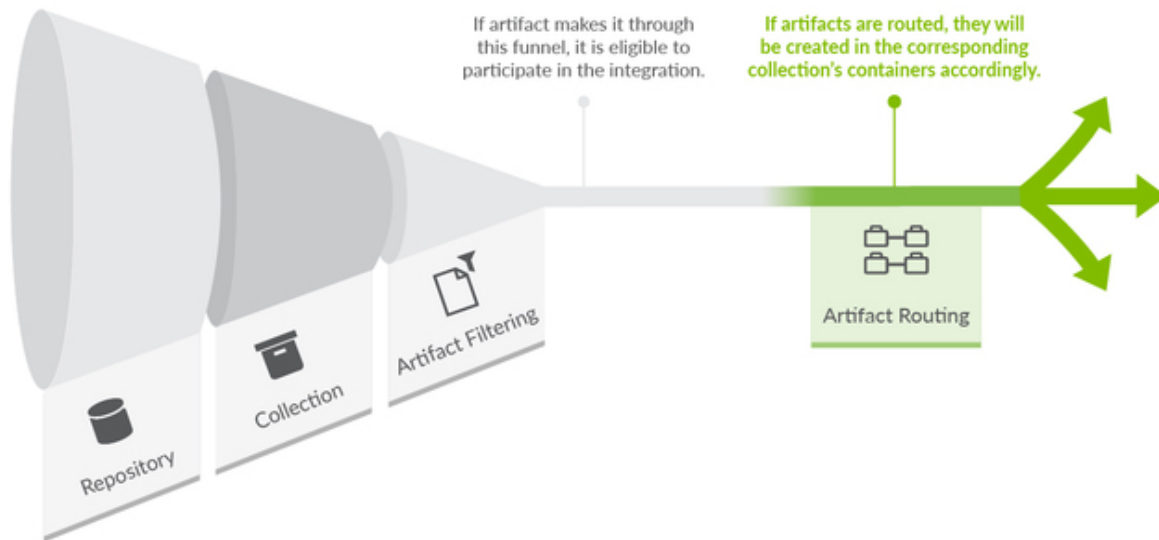 If artifact makes it through
this funnel, it is eligible to
participate in the integration.
If artifacts are routed, they will
be created in the corresponding
collection's containers accordingly.
Repository
Collection
Artifact Filtering
Artifact Routing